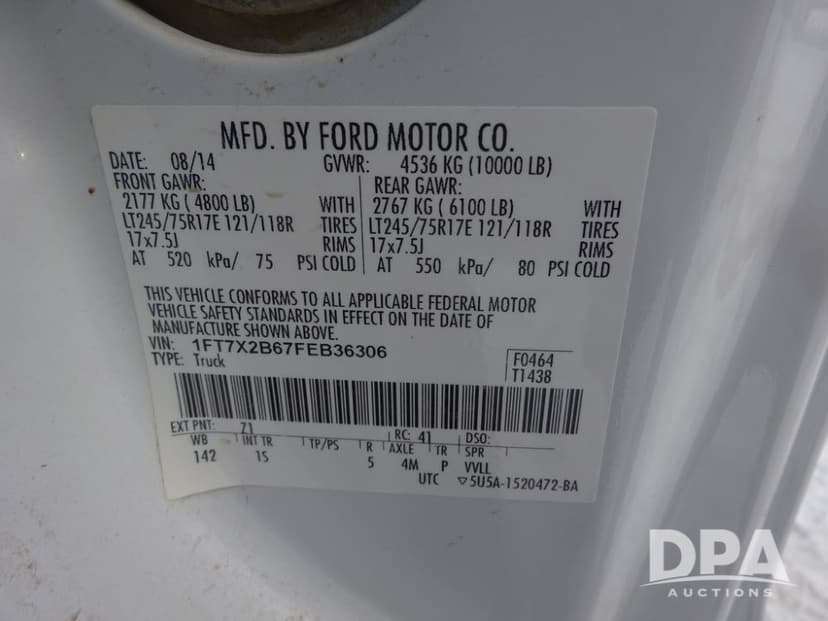 MFD. BY FORD MOTOR CO.
DATE: 08/14 GVWR: 4536 KG (10000 LB)
FRONT GAWR: REAR GAWR:
2177 KG ( 4800 LB) WITH 2767 KG ( 6100 LB) WITH
LT245/75R17E 121/118R TIRES LT245/75R17E 121/118R TIRES
17x7.5J RIMS 17x7.5J RIMS
AT 520 kPa/ 75 PSI COLD AT 550 kPa/ 80 PSI COLD
THIS VEHICLE CONFORMS TO ALL APPLICABLE FEDERAL MOTOR
VEHICLE SAFETY STANDARDS IN EFFECT ON THE DATE OF
MANUFACTURE SHOWN ABOVE.
VIN: 1FT7X2B67FEB36306
TYPE: Truck
F0464
T1438
EXT PNT: Z1 RC: 41 DSO:
WB INT TR TP/PS R AXLE TR SPR
142 1S 5 4M P VVLL
UTC ▽5U5A-1520472-BA
DPA
AUCTIONS